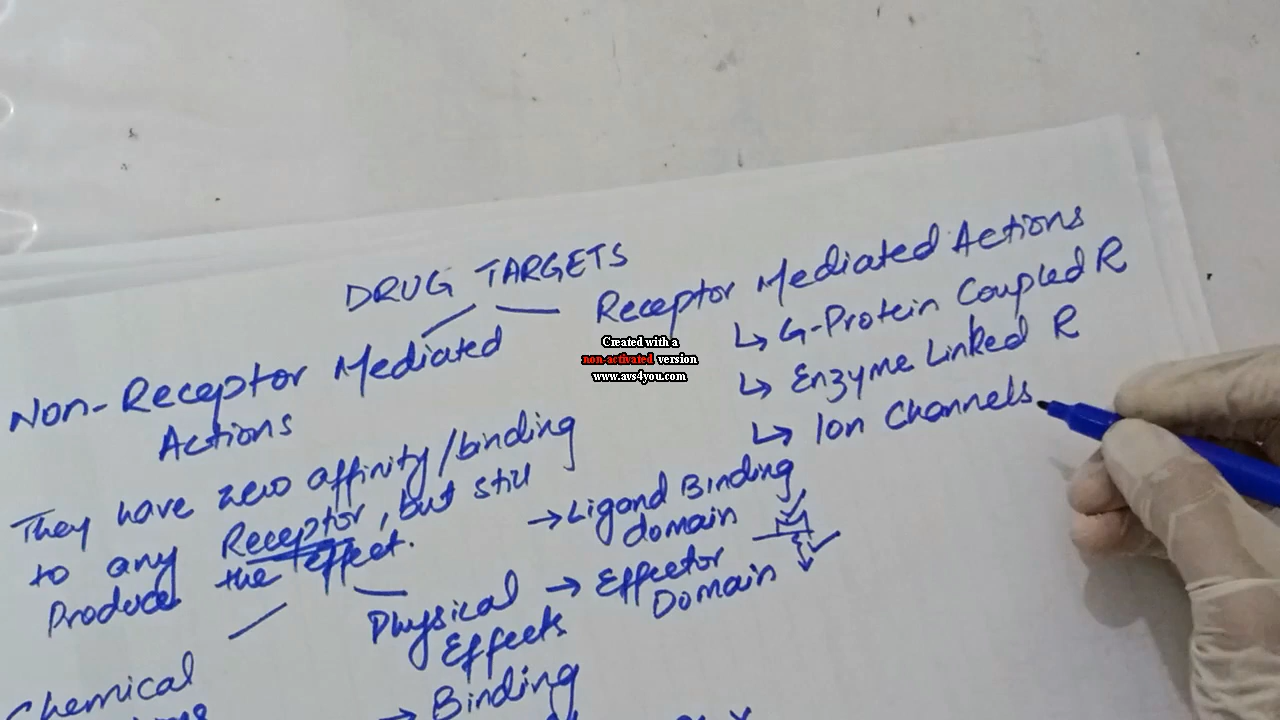 DRUG TARGETS
Receptor Mediated Actions
↳ G-Protein Coupled R
↳ Enzyme Linked R
↳ Ion Channels
Non-Receptor Mediated
Actions
They have zero affinity/binding
to any Receptor, but still
Produce the effect.
→ Ligand Binding
domain
→ Effector
Domain
Physical
Effects
Chemical
→ Binding
Created with a
non-activated version
www.avs4you.com